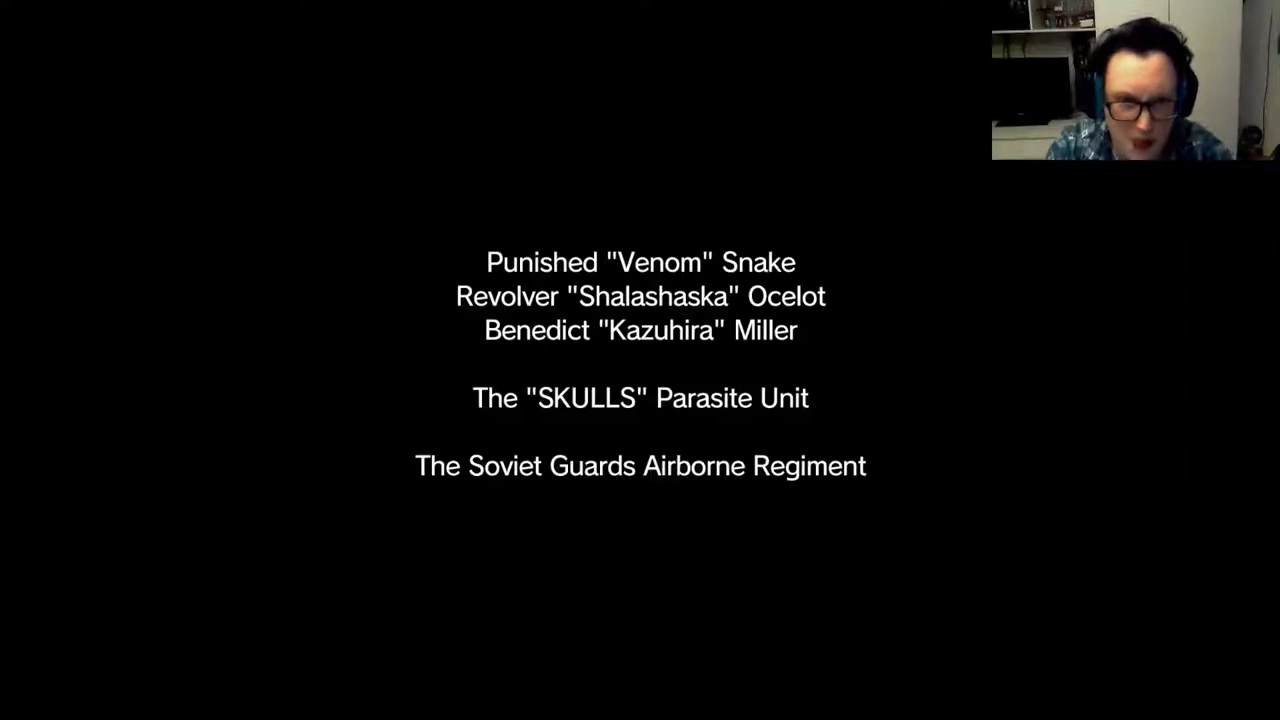 Punished "Venom" Snake
Revolver "Shalashaska" Ocelot
Benedict "Kazuhira" Miller
The "SKULLS" Parasite Unit
The Soviet Guards Airborne Regiment